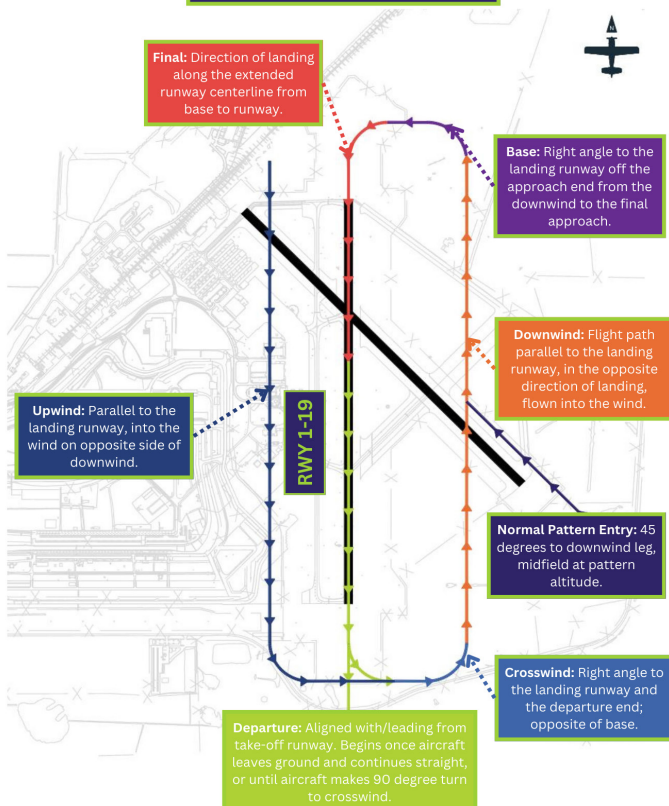 N
Final: Direction of landing
along the extended
runway centerline from
base to runway.
Base: Right angle to the
landing runway off the
approach end from the
downwind to the final
approach.
Downwind: Flight path
parallel to the landing
runway, in the opposite
direction of landing,
flown into the wind.
Upwind: Parallel to the
landing runway, into the
wind on opposite side of
downwind.
RWY 1-19
Normal Pattern Entry: 45
degrees to downwind leg,
midfield at pattern
altitude.
Crosswind: Right angle to
the landing runway and
the departure end;
opposite of base.
Departure: Aligned with/leading from
take-off runway. Begins once aircraft
leaves ground and continues straight,
or until aircraft makes 90 degree turn
to crosswind.